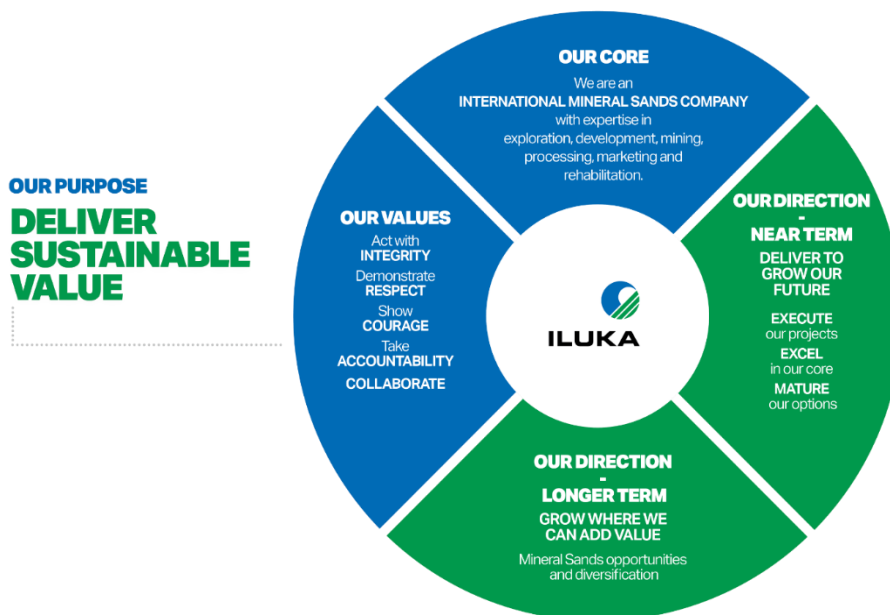 OUR PURPOSE
DELIVER
SUSTAINABLE
VALUE
OUR CORE
We are an
INTERNATIONAL MINERAL SANDS COMPANY
with expertise in
exploration, development, mining,
processing, marketing and
rehabilitation.
OUR VALUES
Act with
INTEGRITY
Demonstrate
RESPECT
Show
COURAGE
Take
ACCOUNTABILITY
COLLABORATE
ILUKA
OUR DIRECTION
-
NEAR TERM
DELIVER TO
GROW OUR
FUTURE
EXECUTE
our projects
EXCEL
in our core
MATURE
our options
OUR DIRECTION
-
LONGER TERM
GROW WHERE WE
CAN ADD VALUE
Mineral Sands opportunities
and diversification